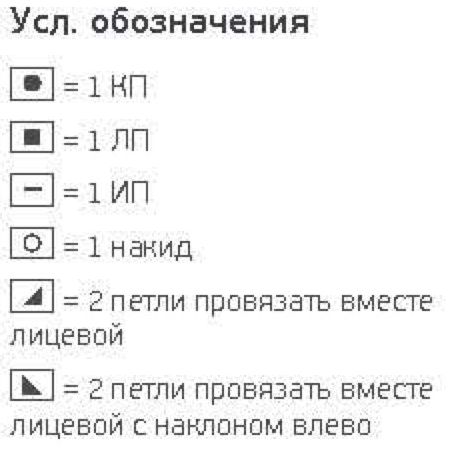 Усл. обозначения
= 1 КП
= 1 ЛП
= 1 ИП
= 1 накид
= 2 петли провязать вместе
лицевой
= 2 петли провязать вместе
лицевой с наклоном влево